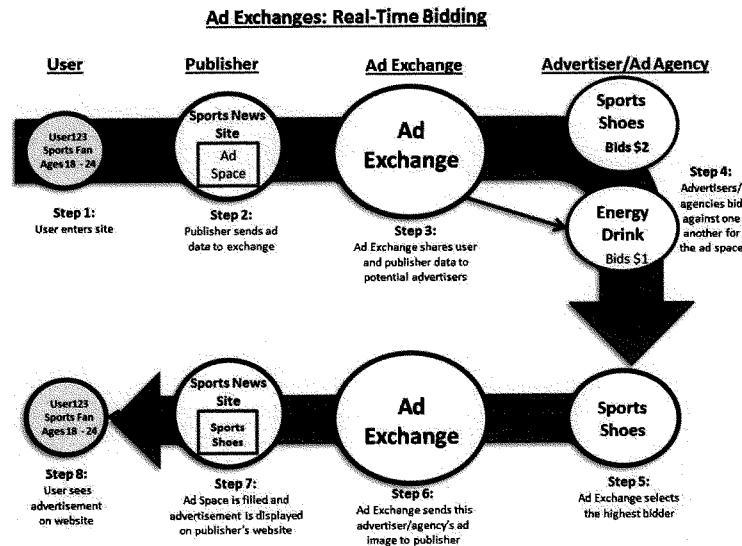 Ad Exchanges: Real-Time Bidding
User
Publisher
Ad Exchange
Advertiser/Ad Agency
User123
Sports Fan
Ages 18 - 24
Sports News
Site
Ad
Space
Ad
Exchange
Sports
Shoes
Bids $2
Energy
Drink
Bids $1
Step 1:
User enters site
Step 2:
Publisher sends ad
data to exchange
Step 3:
Ad Exchange shares user
and publisher data to
potential advertisers
Step 4:
Advertisers/
agencies bid
against one
another for
the ad space
User123
Sports Fan
Ages 18 - 24
Sports News
Site
Sports
Shoes
Ad
Exchange
Sports
Shoes
Step 8:
User sees
advertisement
on website
Step 7:
Ad Space is filled and
advertisement is displayed
on publisher's website
Step 6:
Ad Exchange sends this
advertiser/agency's ad
image to publisher
Step 5:
Ad Exchange selects
the highest bidder